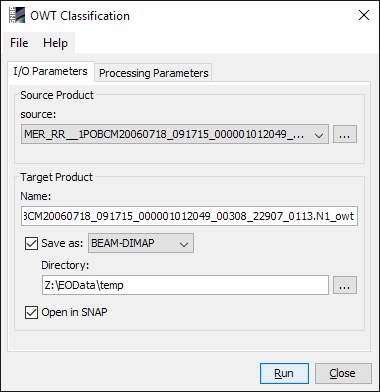 OWT Classification
File Help
I/O Parameters Processing Parameters
Source Product
source:
MER_RR__1POBCM20060718_091715_000001012049_... ...
Target Product
Name:
BCM20060718_091715_000001012049_00308_22907_0113.N1_owt
Save as: BEAM-DIMAP
Directory:
Z:\EOData\temp ...
Open in SNAP
Run Close